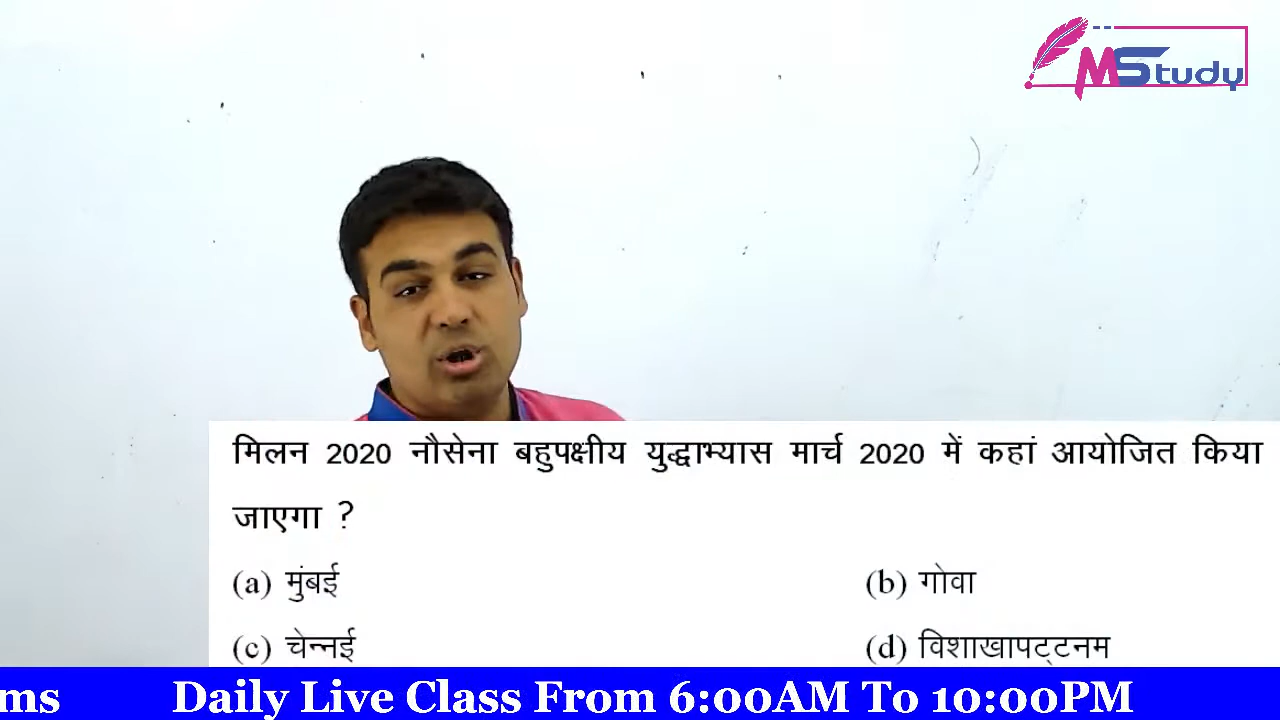 MStudy
मिलन 2020 नौसेना बहुपक्षीय युद्धाभ्यास मार्च 2020 में कहां आयोजित किया
जाएगा ?
(a) मुंबई (b) गोवा
(c) चेन्नई (d) विशाखापट्टनम
ms Daily Live Class From 6:00AM To 10:00PM